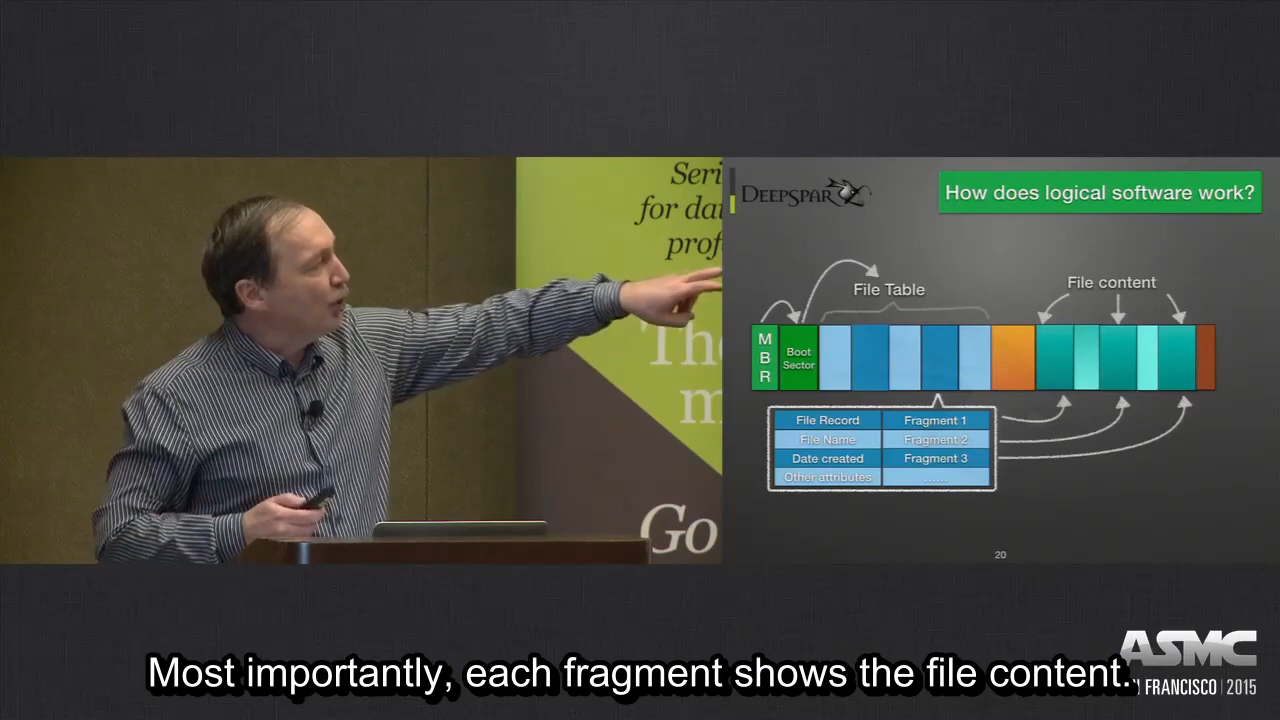 Seri
for da
prof
The
m
Go
DEEPSPAR
How does logical software work?
File Table
File content
M
B
R
Boot
Sector
File Record
Fragment 1
File Name
Fragment 2
Date created
Fragment 3
Other attributes
......
20
Most importantly, each fragment shows the file content.
ASMC
FRANCISCO | 2015